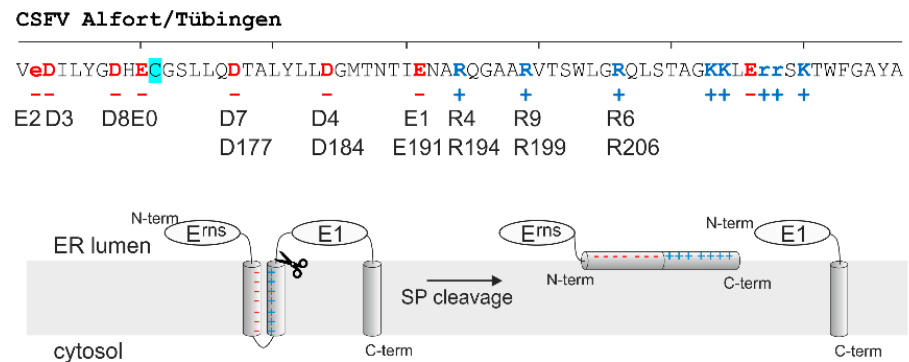 CSFV Alfort/Tübingen
VeDILYGDHECGSLLQDTALYLLDGMTNTIENARQGAARVTSWLGRQLSTAGKKLErrSKTWFGAYA
-- - - - - - + + + ++-++ +
E2 D3 D8 E0 D7 D4 E1 R4 R9 R6
D177 D184 E191 R194 R199 R206
N-term Erns E1 Erns N-term E1
ER lumen
N-term - - - - - - ++++++++ C-term
SP cleavage
cytosol C-term C-term